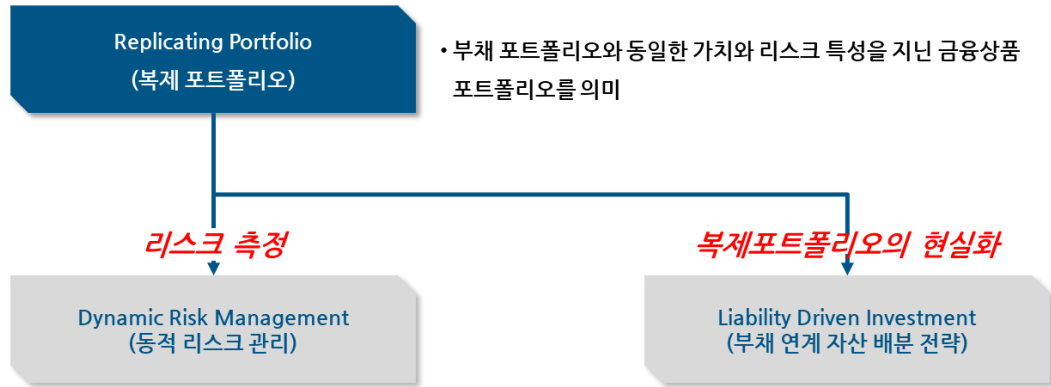 Replicating Portfolio
(복제 포트폴리오)
• 부채 포트폴리오와 동일한 가치와 리스크 특성을 지닌 금융상품
포트폴리오를 의미
리스크 측정
복제포트폴리오의 현실화
Dynamic Risk Management
(동적 리스크 관리)
Liability Driven Investment
(부채 연계 자산 배분 전략)